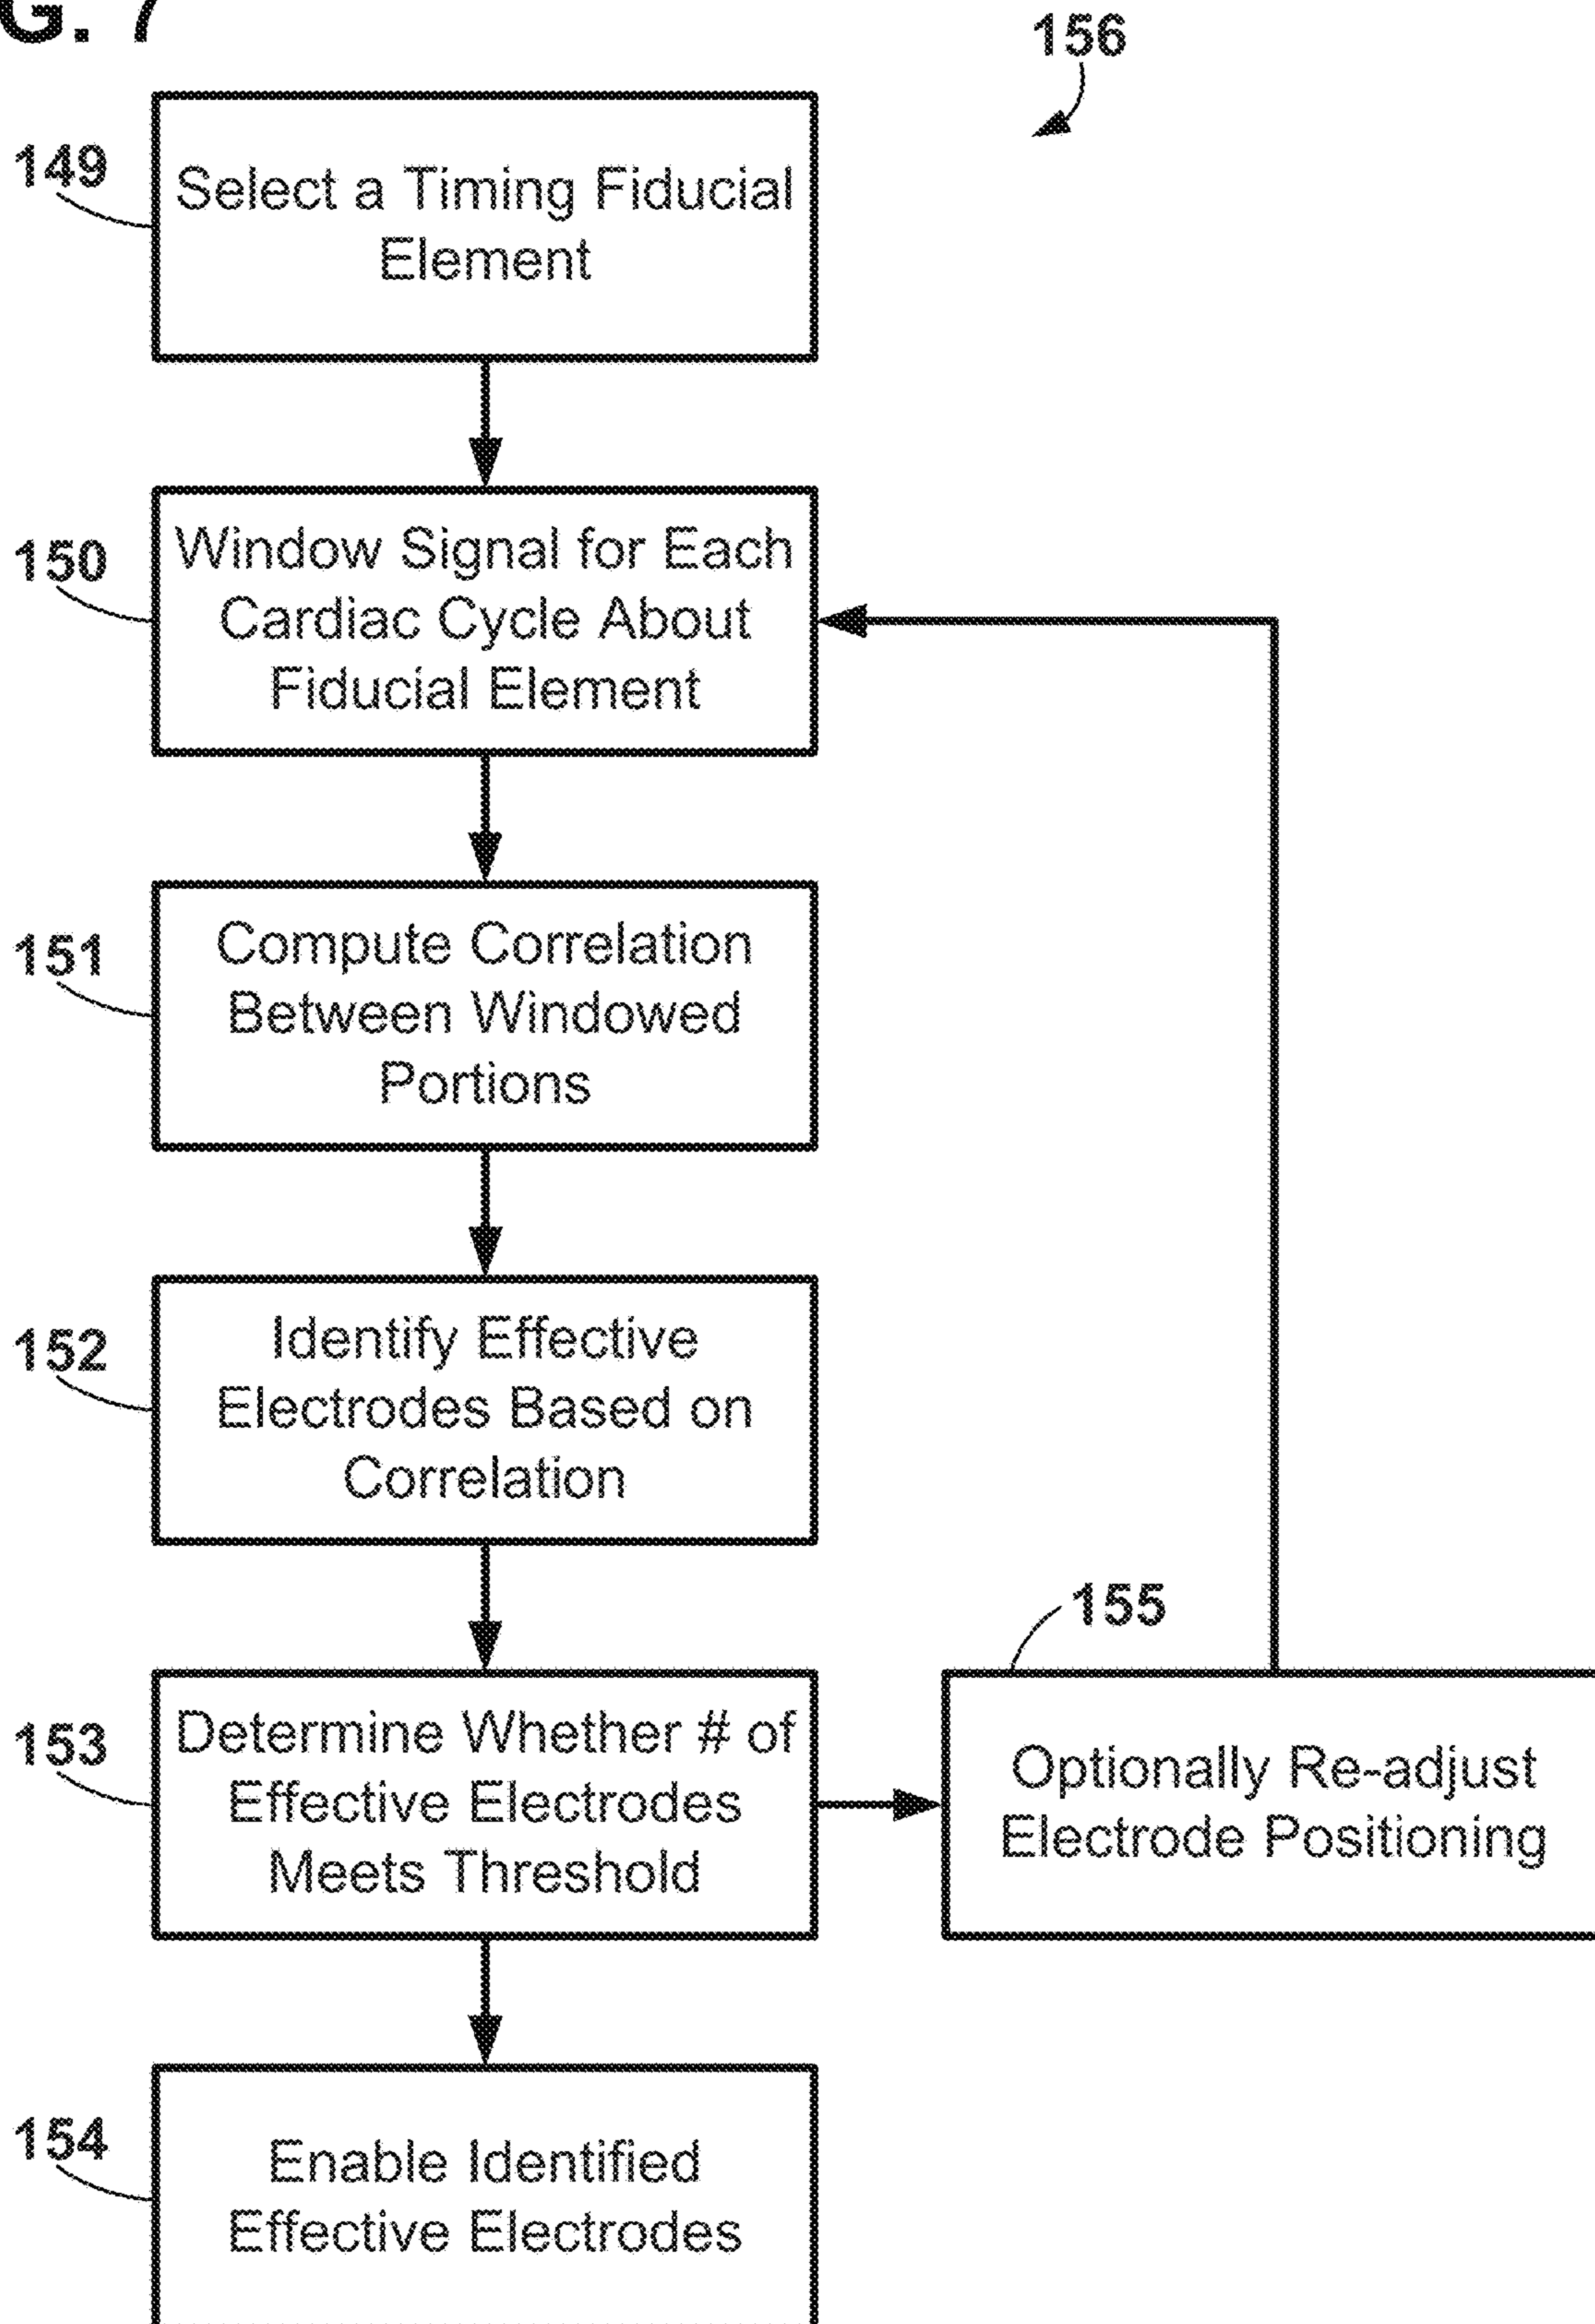 G. 7
156
149
Select a Timing Fiducial
Element
150
Window Signal for Each
Cardiac Cycle About
Fiducial Element
151
Compute Correlation
Between Windowed
Portions
152
Identify Effective
Electrodes Based on
Correlation
153
Determine Whether # of
Effective Electrodes
Meets Threshold
155
Optionally Re-adjust
Electrode Positioning
154
Enable Identified
Effective Electrodes